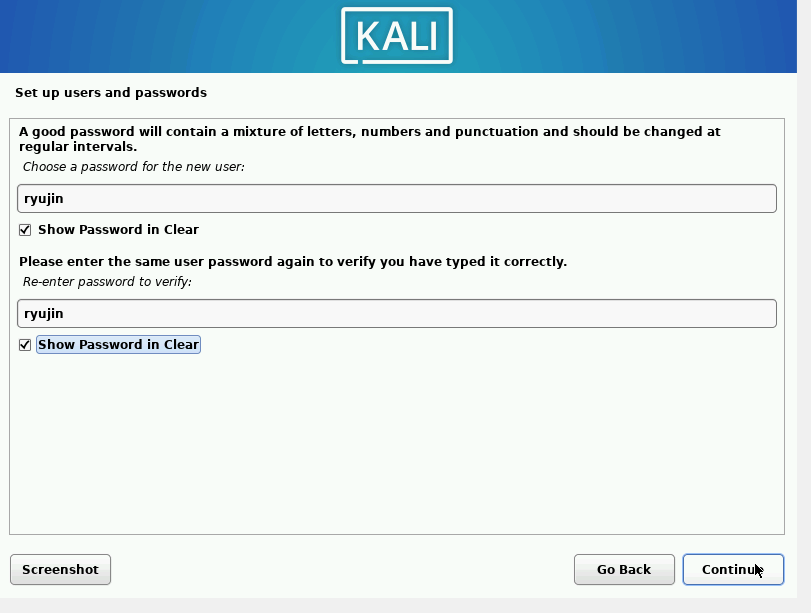 KALI
Set up users and passwords
A good password will contain a mixture of letters, numbers and punctuation and should be changed at
regular intervals.
Choose a password for the new user:
ryujin
Show Password in Clear
Please enter the same user password again to verify you have typed it correctly.
Re-enter password to verify:
ryujin
Show Password in Clear
Screenshot
Go Back
Continue